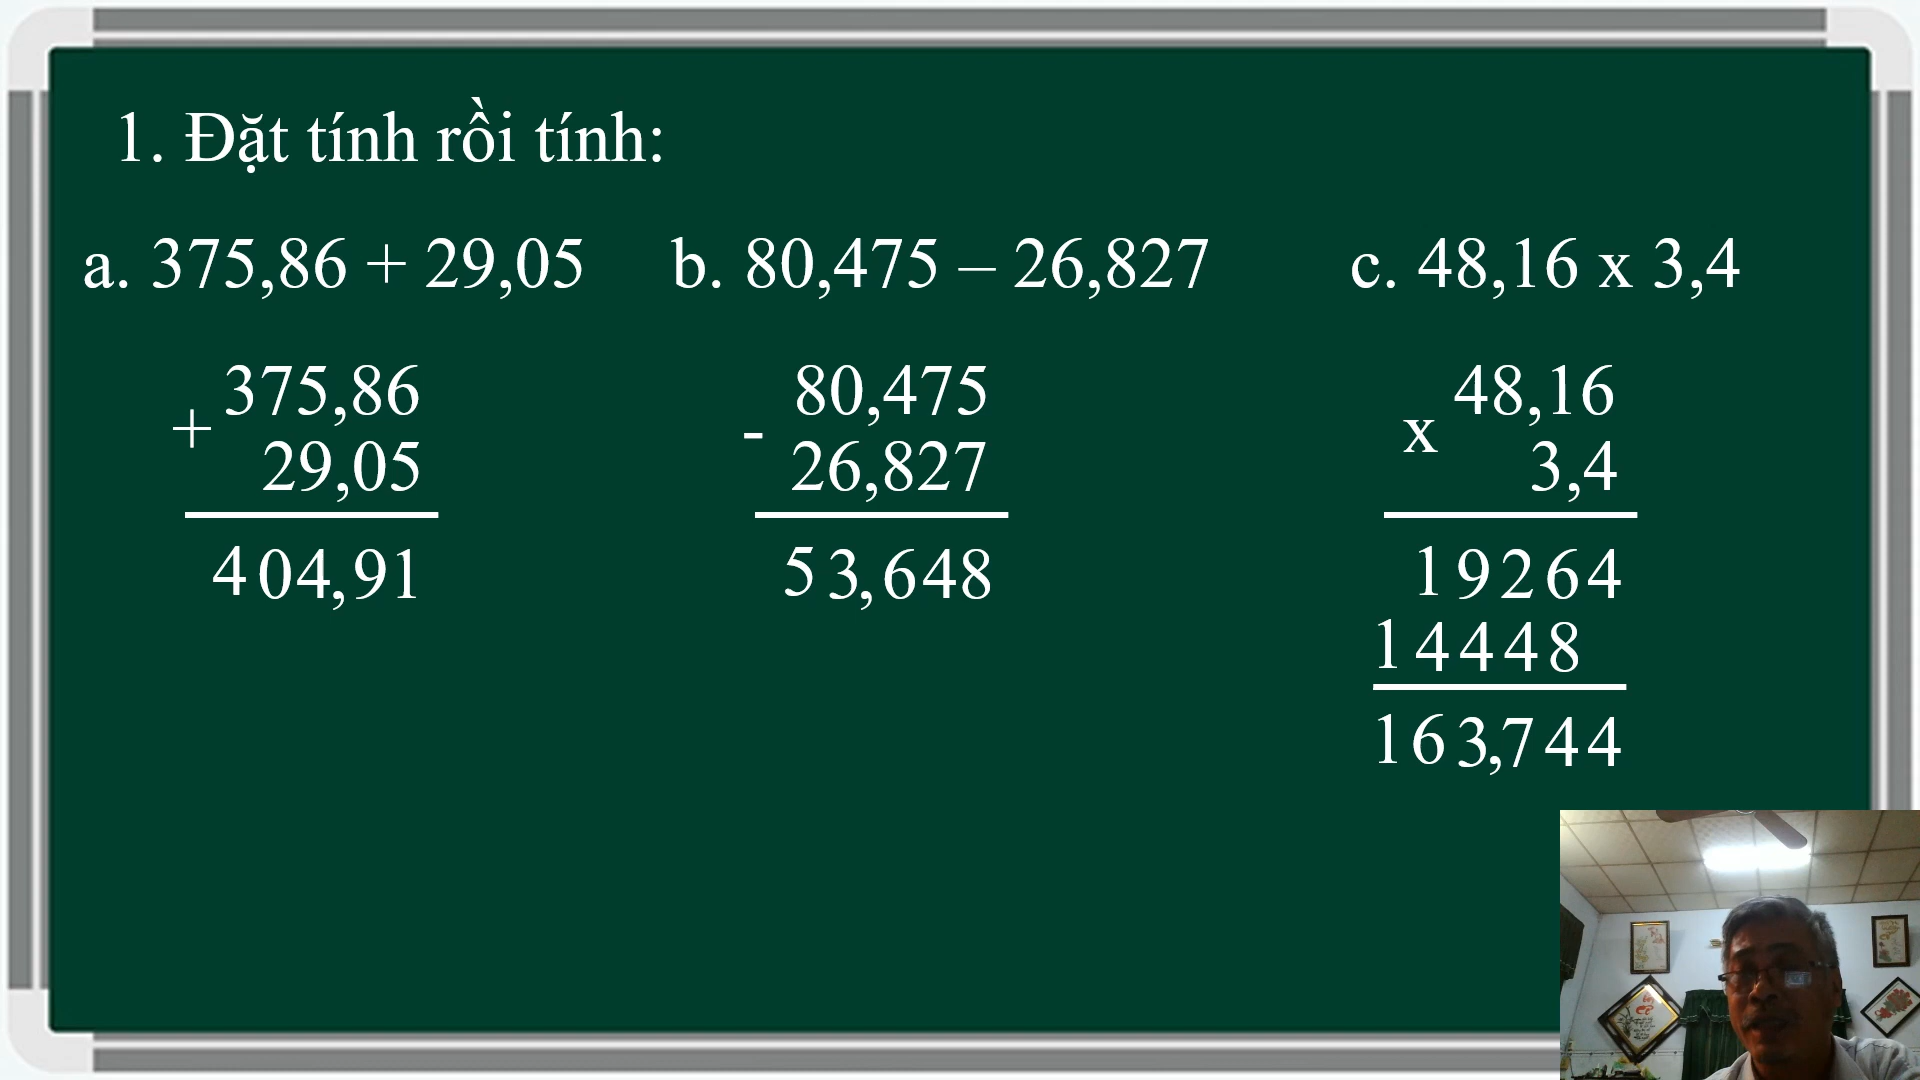 1. Đặt tính rồi tính:
a. 375,86 + 29,05
b. 80,475 – 26,827
c. 48,16 x 3,4
375,86
+
29,05
404,91
80,475
-
26,827
53,648
48,16
x
3,4
19264
14448
163,744